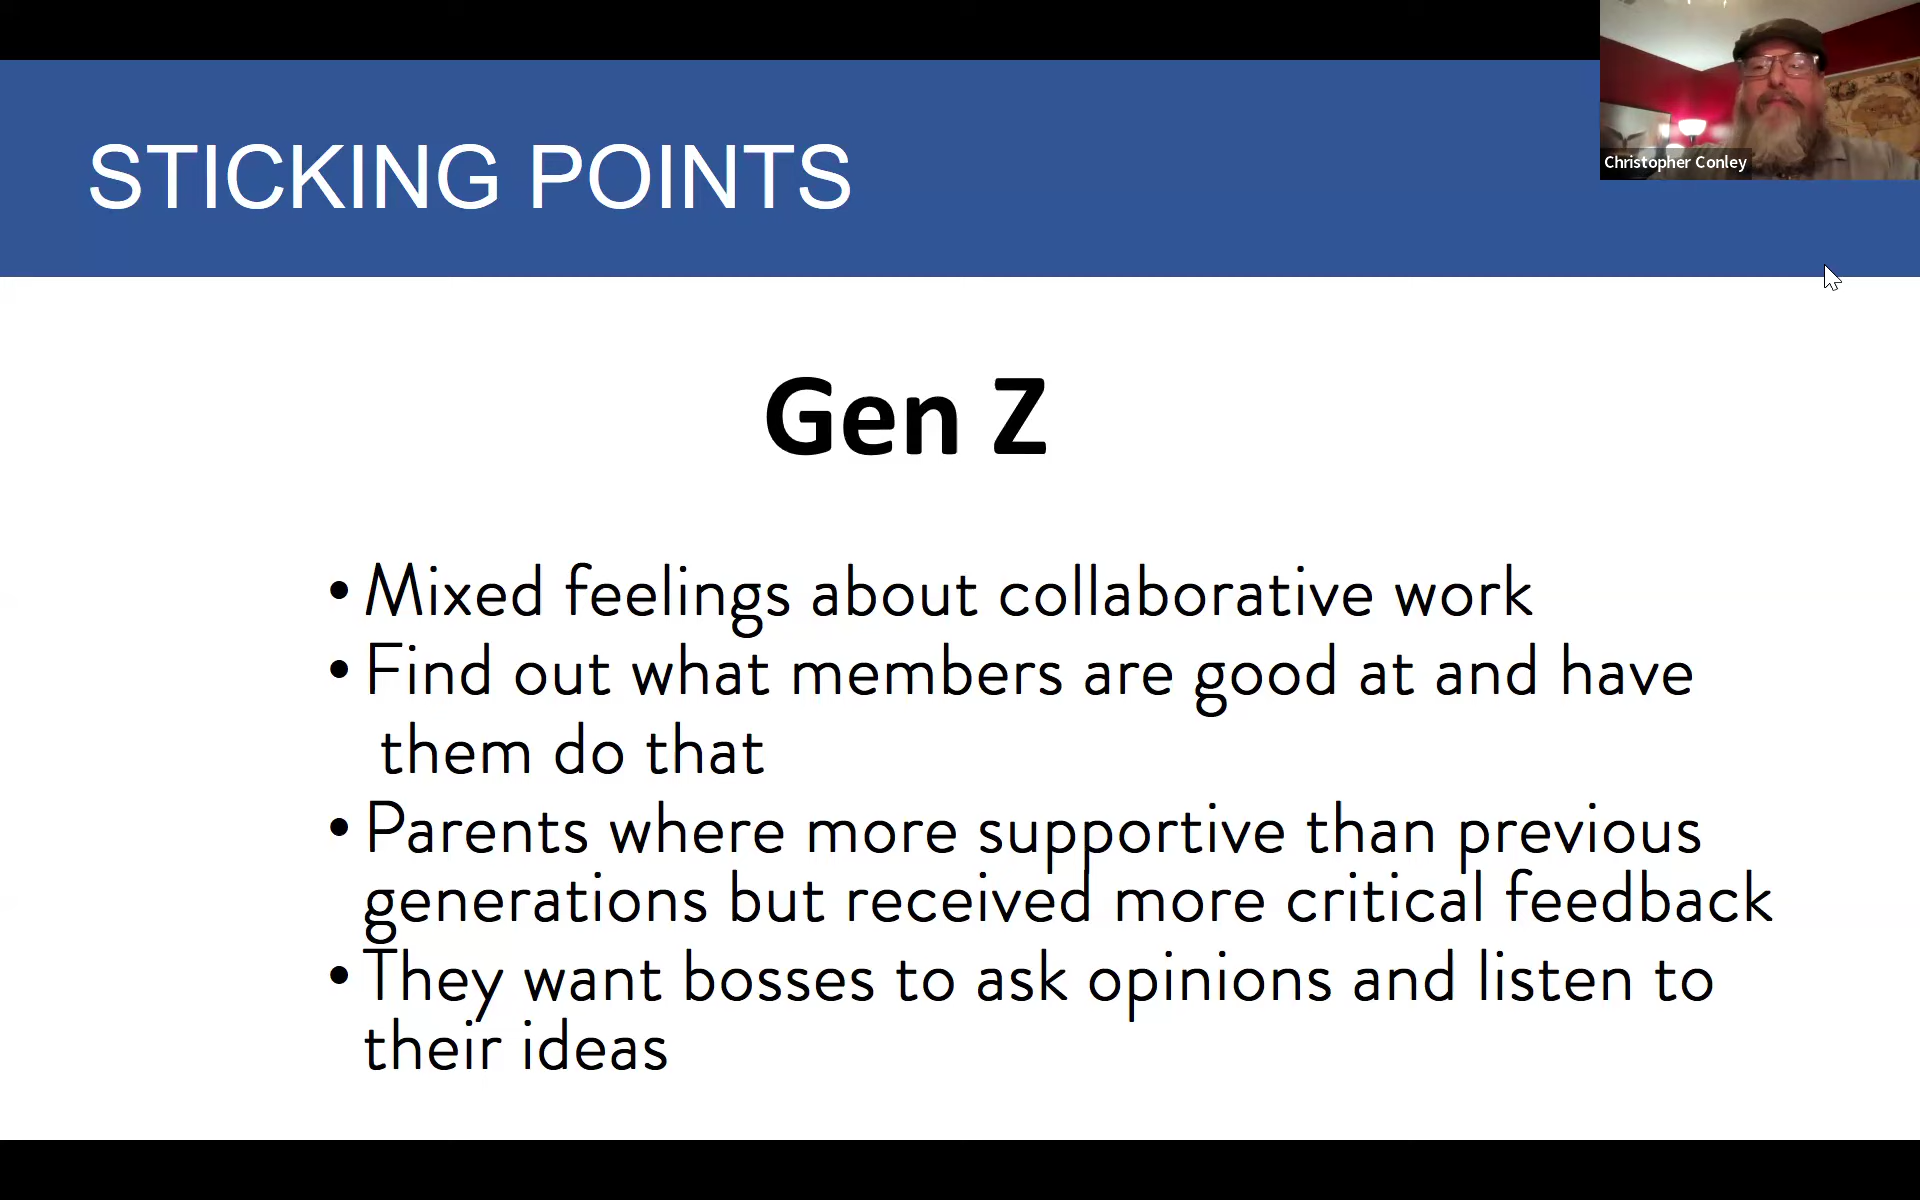 STICKING POINTS
Christopher Conley
Gen Z
•Mixed feelings about collaborative work
•Find out what members are good at and have
them do that
•Parents where more supportive than previous
generations but received more critical feedback
•They want bosses to ask opinions and listen to
their ideas